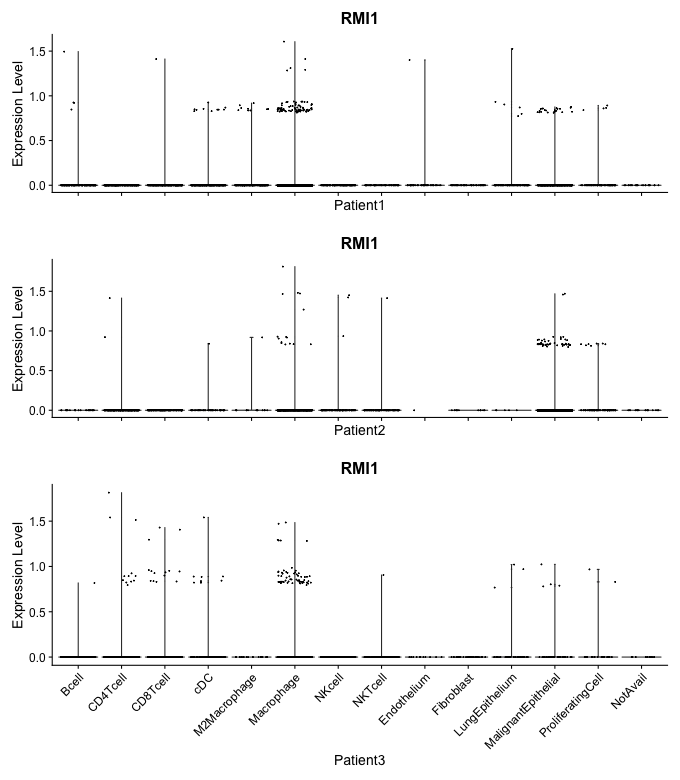 RMI1
Expression Level
1.5
1.0
0.5
0.0
Patient1
RMI1
Expression Level
1.5
1.0
0.5
0.0
Patient2
RMI1
Expression Level
1.5
1.0
0.5
0.0
Bcell
CD4Tcell
CD8Tcell
cDC
M2Macrophage
Macrophage
NKcell
NKTcell
Endothelium
Fibroblast
LungEpithelium
MalignantEpithelial
ProliferatingCell
NotAvail
Patient3